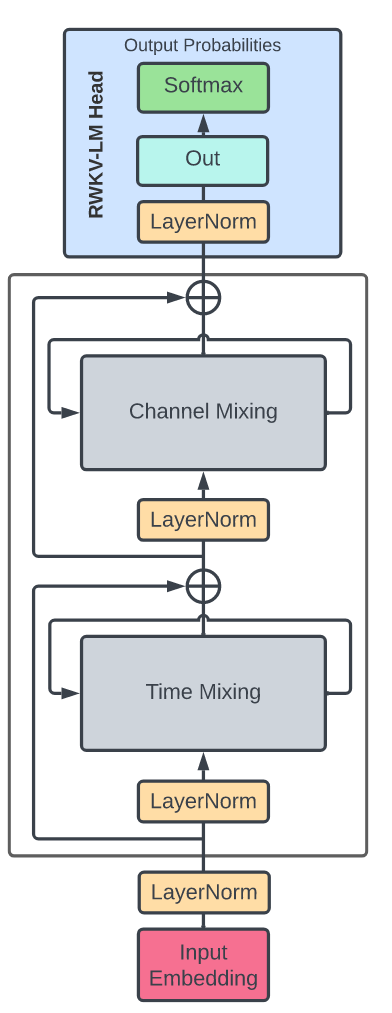 Output Probabilities
RWKV-LM Head
Softmax
Out
LayerNorm
Channel Mixing
LayerNorm
Time Mixing
LayerNorm
LayerNorm
Input
Embedding